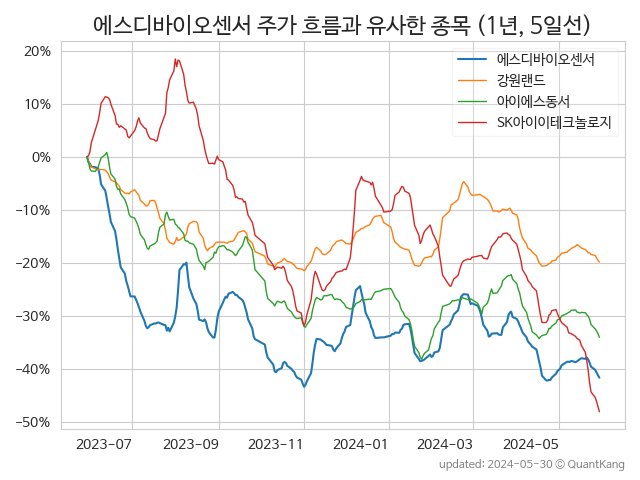 에스디바이오센서 주가 흐름과 유사한 종목 (1년, 5일선)
에스디바이오센서
강원랜드
아이에스동서
SK아이이테크놀로지
20%
10%
0%
−10%
−20%
−30%
−40%
−50%
2023−07
2023−09
2023−11
2024−01
2024−03
2024−05
updated: 2024-05-30 © QuantKang